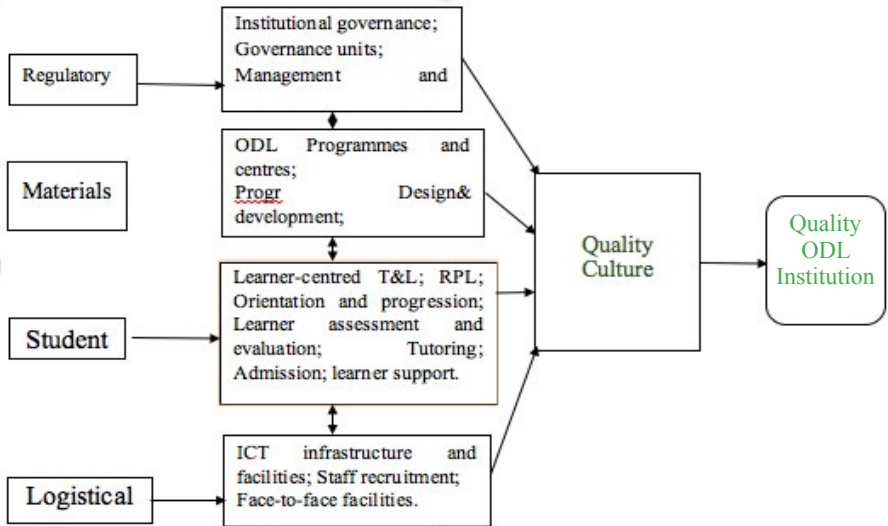 Regulatory
Institutional governance;
Governance units;
Management and
Materials
ODL Programmes and
centres;
Progr Design&
development;
Student
Learner-centred T&L; RPL;
Orientation and progression;
Learner assessment and
evaluation; Tutoring;
Admission; learner support.
Logistical
ICT infrastructure and
facilities; Staff recruitment;
Face-to-face facilities.
Quality
Culture
Quality
ODL
Institution